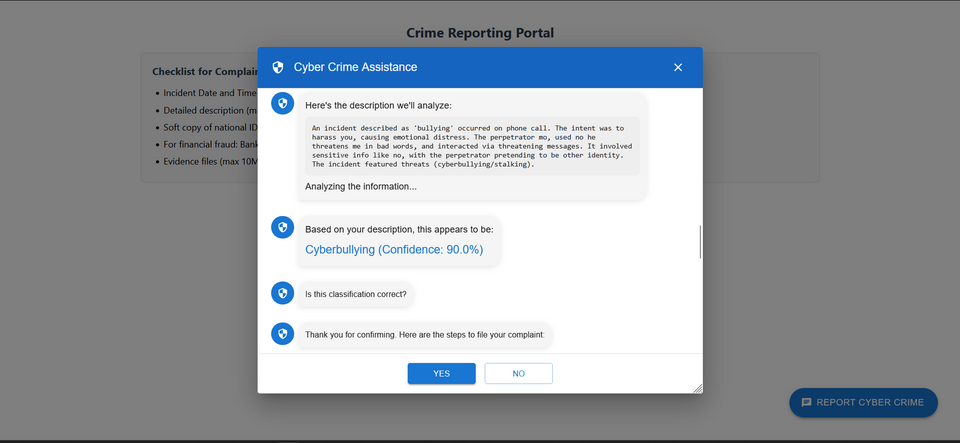 Crime Reporting Portal
Checklist for Complai
Incident Date and Time
Detailed description (m
Soft copy of national ID
For financial fraud: Bank
Evidence files (max 10M
Cyber Crime Assistance
Here's the description we'll analyze:
An incident described as 'bullying' occurred on phone call. The intent was to
harass you, causing emotional distress. The perpetrator mo, used no he
threatens me in bad words, and interacted via threatening messages. It involved
sensitive info like no, with the perpetrator pretending to be other identity.
The incident featured threats (cyberbullying/stalking).
Analyzing the information...
Based on your description, this appears to be:
Cyberbullying (Confidence: 90.0%)
Is this classification correct?
Thank you for confirming. Here are the steps to file your complaint:
YES
NO
REPORT CYBER CRIME